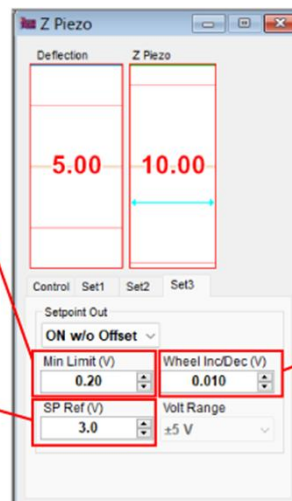 Z Piezo
Deflection Z Piezo
5.00 10.00
Control Set1 Set2 Set3
Setpoint Out
ON w/o Offset
Min Limit (V) Wheel Inc/Dec (V)
0.20 0.010
SP Ref (V) Volt Range
3.0 ±5 V